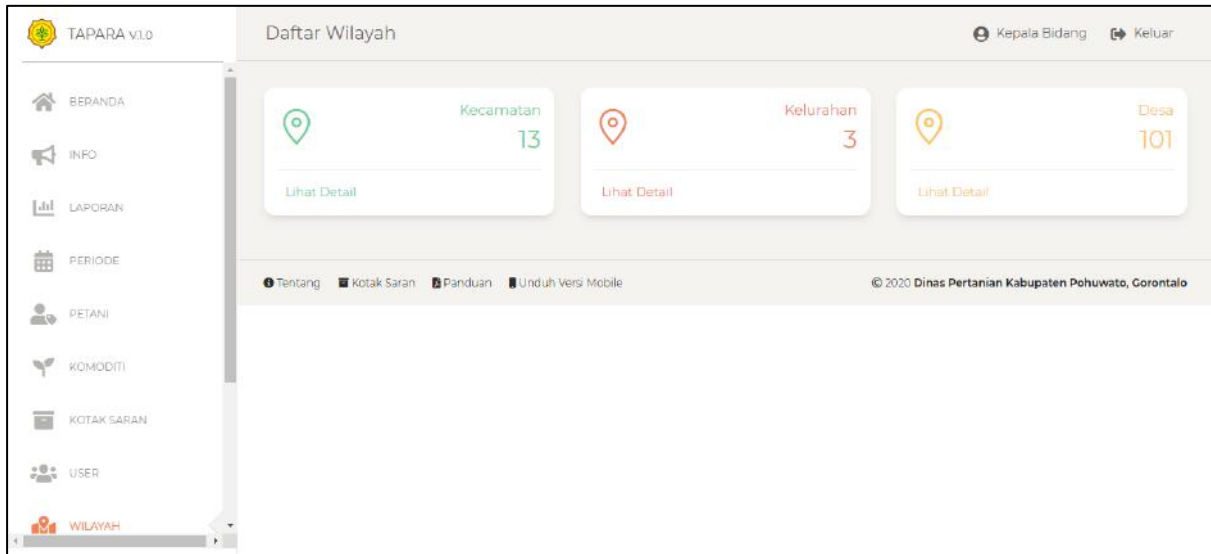 TAPARA v.1.0
BERANDA
INFO
LAPORAN
PERIODE
PETANI
KOMODITI
KOTAK SARAN
USER
WILAYAH
Daftar Wilayah
Kepala Bidang Keluar
Kecamatan
13
Lihat Detail
Kelurahan
3
Lihat Detail
Desa
101
Lihat Detail
Tentang Kotak Saran Panduan Unduh Versi Mobile
© 2020 Dinas Pertanian Kabupaten Pohuwato, Gorontalo